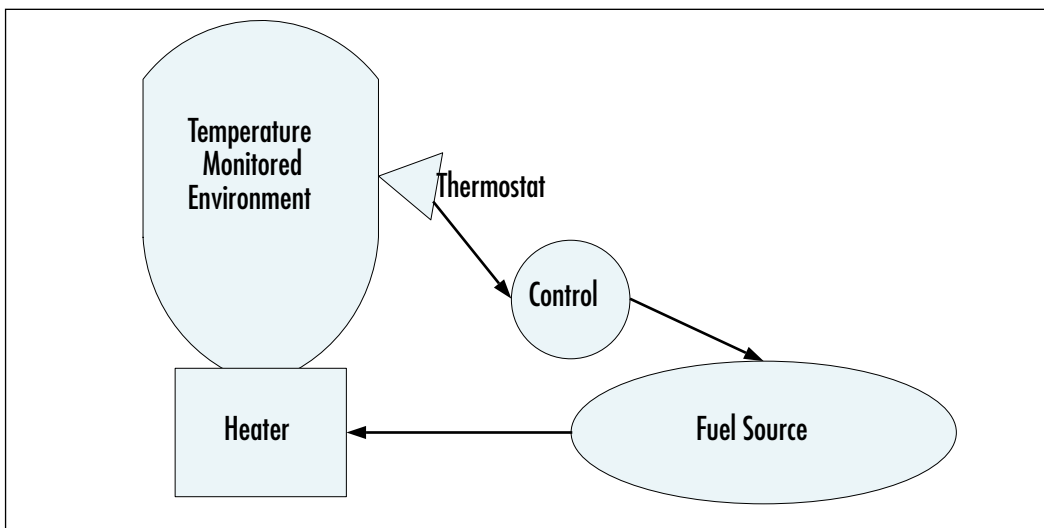 Temperature
Monitored
Environment
Thermostat
Control
Heater
Fuel Source